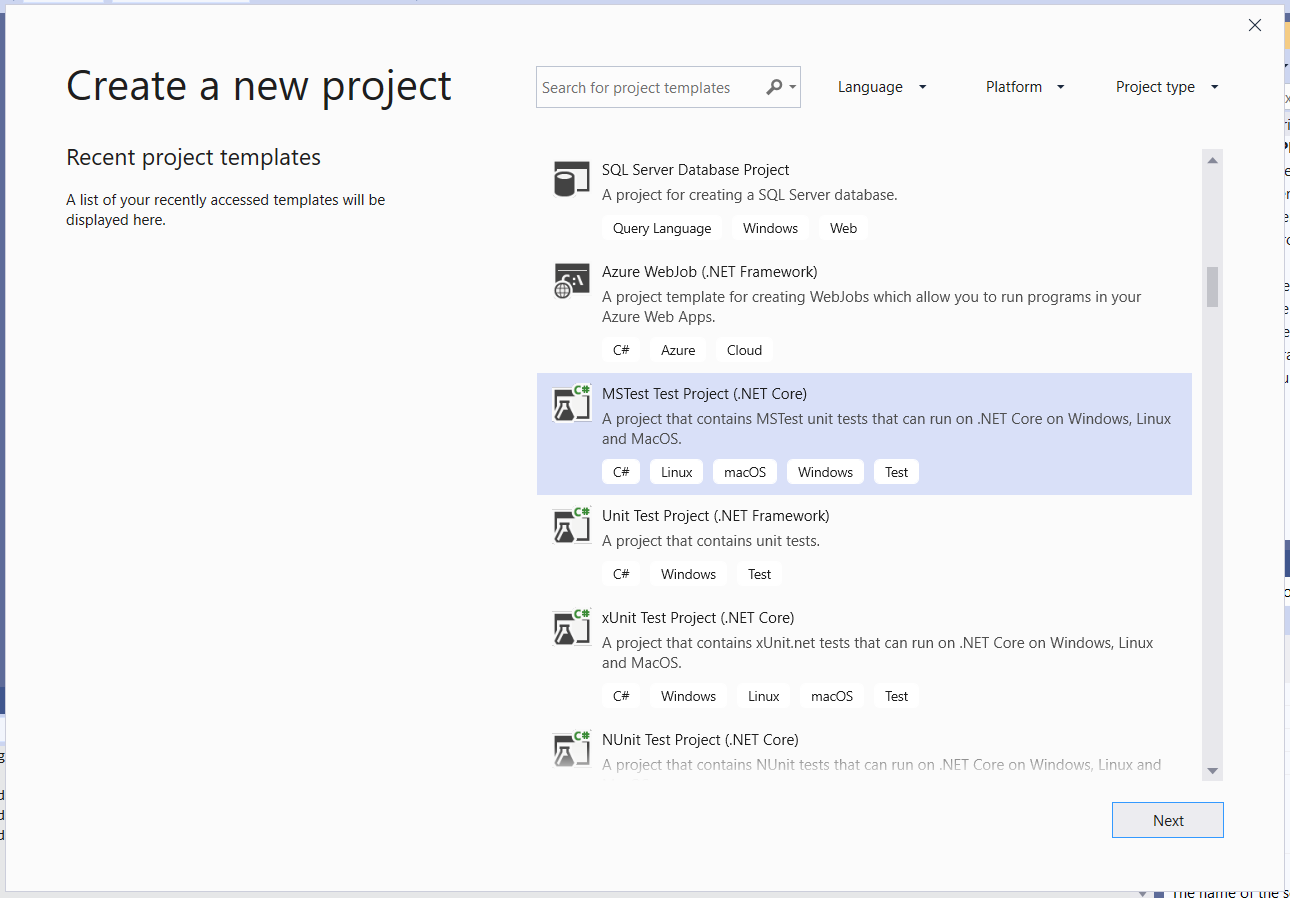 Create a new project
Search for project templates
Language
Platform
Project type
Recent project templates
A list of your recently accessed templates will be
displayed here.
SQL Server Database Project
A project for creating a SQL Server database.
Query Language
Windows
Web
Azure WebJob (.NET Framework)
A project template for creating WebJobs which allow you to run programs in your
Azure Web Apps.
C#
Azure
Cloud
C#
MSTest Test Project (.NET Core)
A project that contains MSTest unit tests that can run on .NET Core on Windows, Linux
and MacOS.
C#
Linux
macOS
Windows
Test
C#
Unit Test Project (.NET Framework)
A project that contains unit tests.
C#
Windows
Test
C#
xUnit Test Project (.NET Core)
A project that contains xUnit.net tests that can run on .NET Core on Windows, Linux
and MacOS.
C#
Windows
Linux
macOS
Test
C#
NUnit Test Project (.NET Core)
A project that contains NUnit tests that can run on .NET Core on Windows, Linux and
Next
The name of the